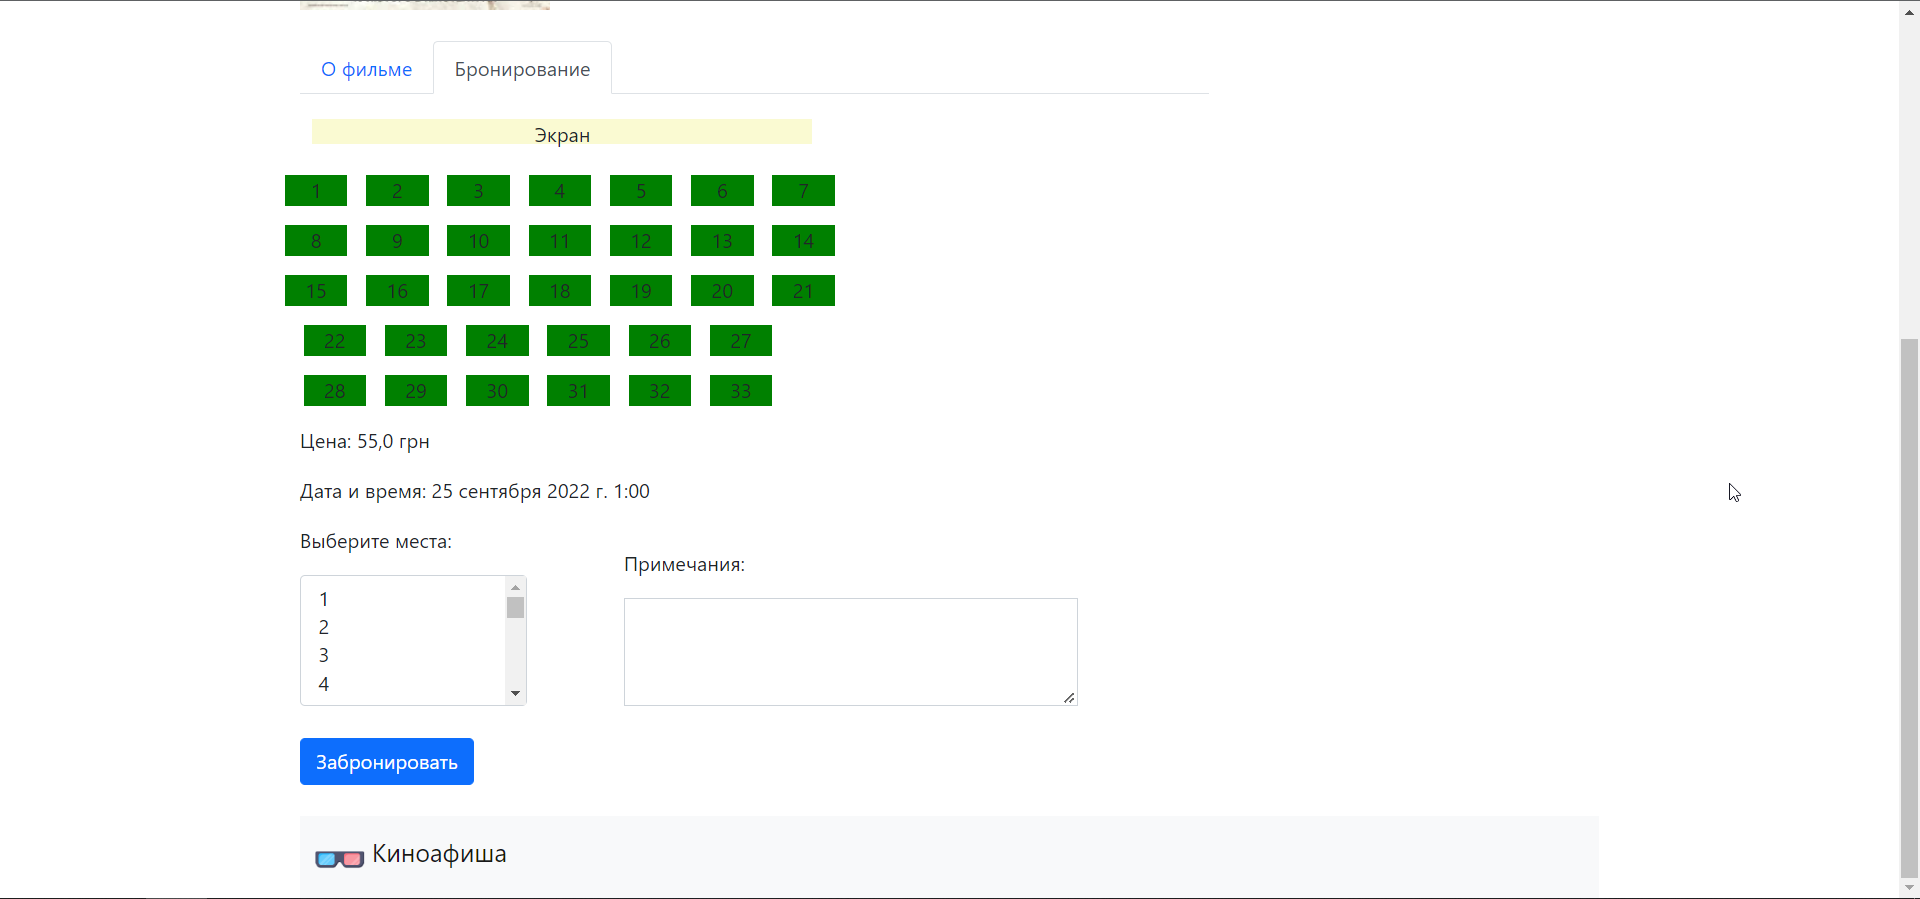 О фильме Бронирование
Экран
1 2 3 4 5 6 7
8 9 10 11 12 13 14
15 16 17 18 19 20 21
22 23 24 25 26 27
28 29 30 31 32 33
Цена: 55,0 грн
Дата и время: 25 сентября 2022 г. 1:00
Выберите места:
1
2
3
4
Примечания:
Забронировать
Киноафиша